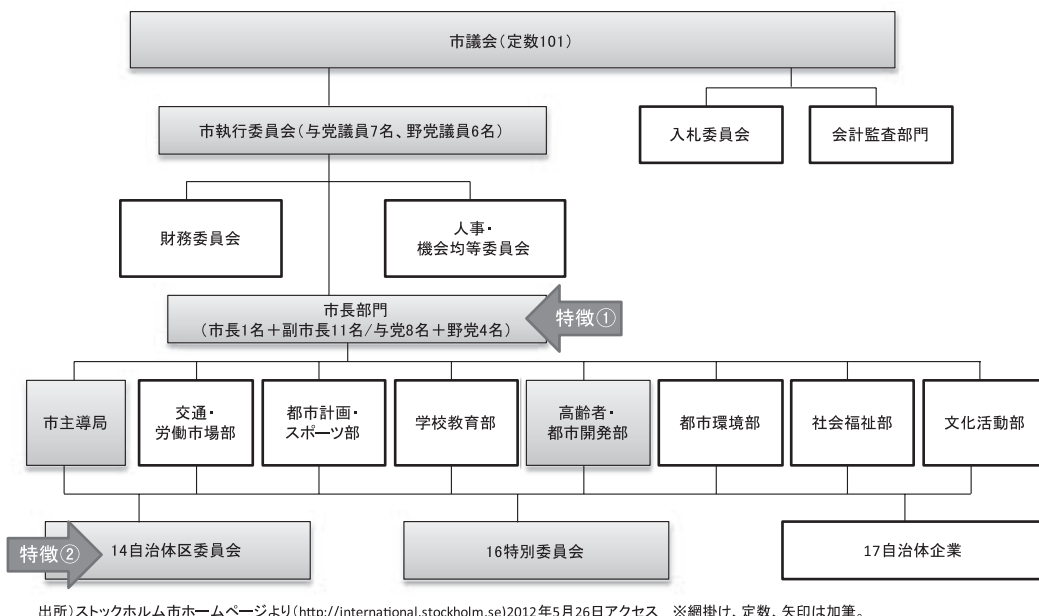 市議会(定数101)
市執行委員会(与党議員7名、野党議員6名)
入札委員会
会計監査部門
財務委員会
人事・
機会均等委員会
市長部門
(市長1名+副市長11名/与党8名+野党4名)
特徴①
市主導局
交通・
労働市場部
都市計画・
スポーツ部
学校教育部
高齢者・
都市開発部
都市環境部
社会福祉部
文化活動部
特徴②
14自治体区委員会
16特別委員会
17自治体企業
出所)ストックホルム市ホームページより(http://international.stockholm.se)2012年5月26日アクセス ※網掛け、定数、矢印は加筆。